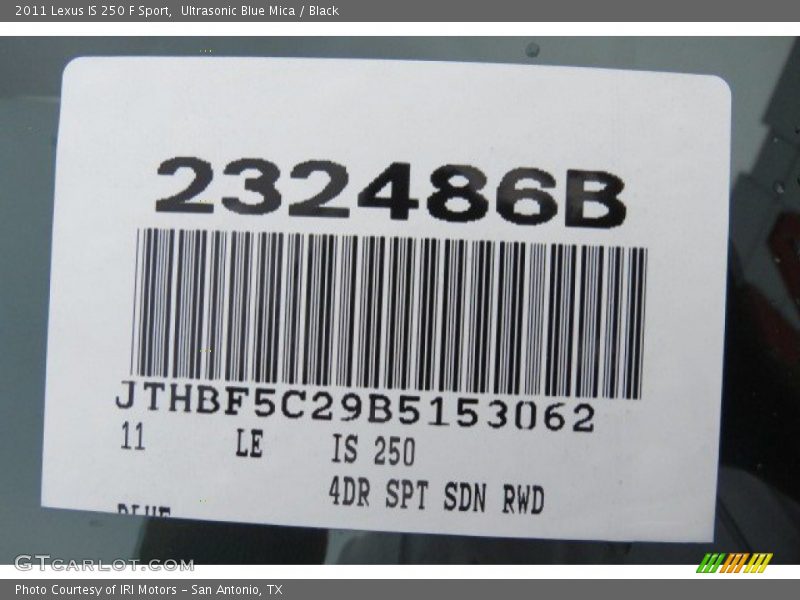 2011 Lexus IS 250 F Sport,  Ultrasonic Blue Mica / Black
232486B
JTHBF5C29B5153062
11 LE IS 250
4DR SPT SDN RWD
BLUE
GTCARLOT.COM
Photo Courtesy of IRI Motors – San Antonio, TX